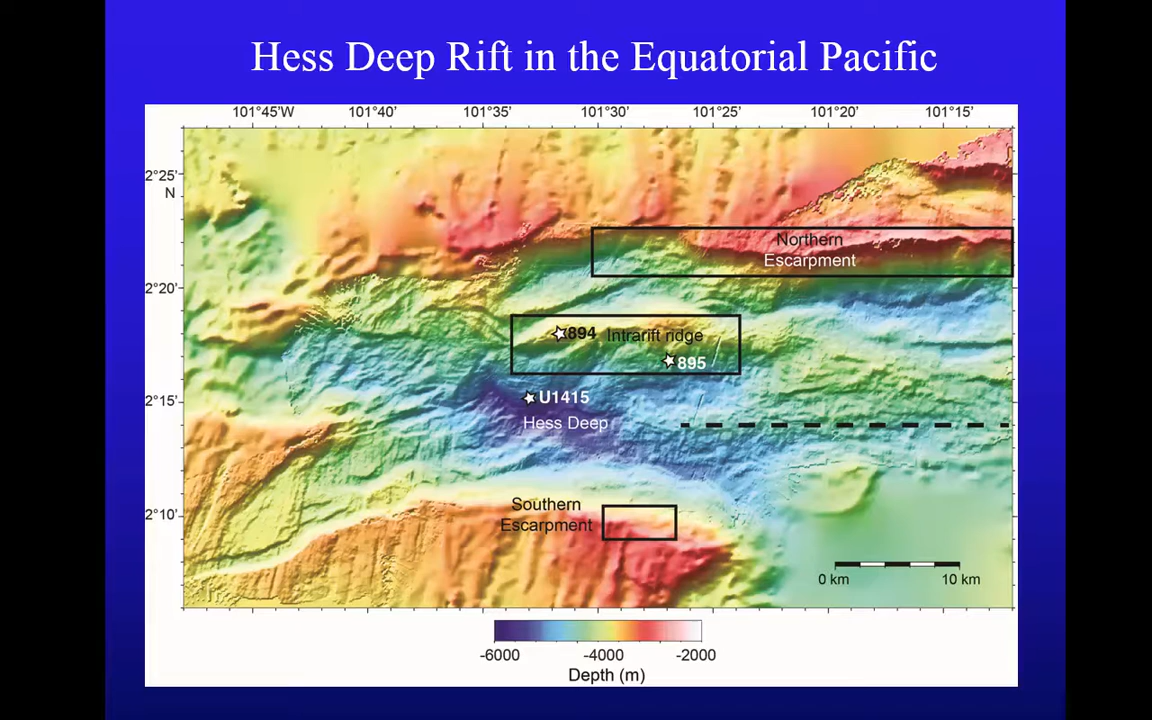 Hess Deep Rift in the Equatorial Pacific
101°45'W 101°40' 101°35' 101°30' 101°25' 101°20' 101°15'
2°25'
N
Northern
Escarpment
2°20'
894 Intrarift ridge
895
2°15'
U1415
Hess Deep
2°10'
Southern
Escarpment
0 km 10 km
-6000 -4000 -2000
Depth (m)